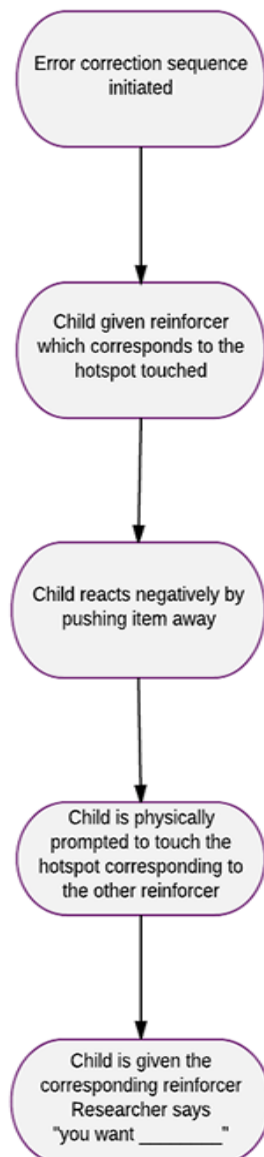 Error correction sequence
initiated
Child given reinforcer
which corresponds to the
hotspot touched
Child reacts negatively by
pushing item away
Child is physically
prompted to touch the
hotspot corresponding to
the other reinforcer
Child is given the
corresponding reinforcer
Researcher says
"you want ________"